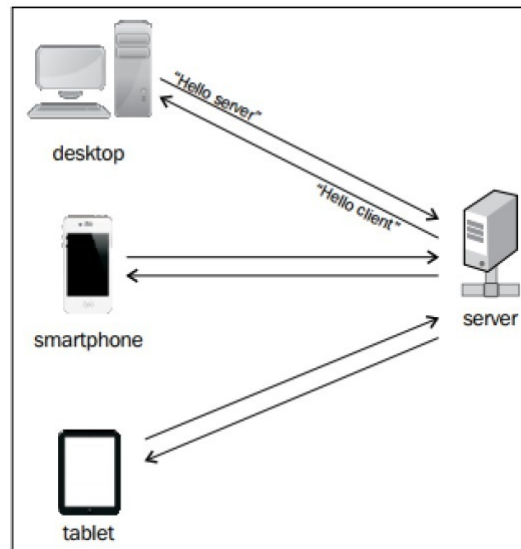 "Hello server"
desktop
"Hello client"
smartphone
server
tablet